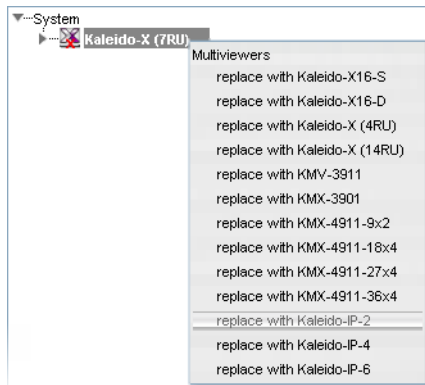 System
Kaleido-X (7RU)
Multiviewers
replace with Kaleido-X16-S
replace with Kaleido-X16-D
replace with Kaleido-X (4RU)
replace with Kaleido-X (14RU)
replace with KMV-3911
replace with KMX-3901
replace with KMX-4911-9x2
replace with KMX-4911-18x4
replace with KMX-4911-27x4
replace with KMX-4911-36x4
replace with Kaleido-IP-2
replace with Kaleido-IP-4
replace with Kaleido-IP-6